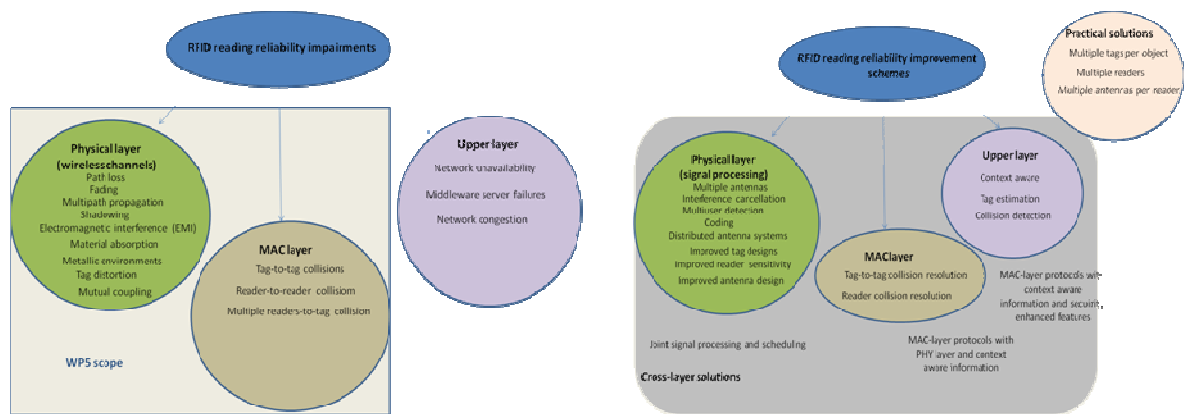 RFID reading reliability impairments
Physical layer
(wirelesschannels)
Path loss
Fading
Multipath propagation
Shadewing
Electromagnetic interference (EMI)
Material absorption
Metallic environments
Tag distortion
Mutual coupling
MAC layer
Tag-to-tag collisions
Reader-to-reader collisiom
Multiple readers-to-tag collision
WP5 scope
Upper layer
Network unavailability
Middleware server failures
Network congestion
RFID reading reliability improvement
schemes
Practical solutions
Multiple tagsper object
Multiple readers
Multiple antennas per reader
Physical layer
(signal processing)
Multiple antennas
Interference carcellation
Multiuser detection
Coding
Distributed antenna systems
Improved tag designs
Improved reader sensitivity
Improved antenna design
MAClayer
Tag-to-tag collision resolution
Reader collision resolution
Upper layer
Context aware
Tag estimation
Collision detection
MAC-layer protocols with
context aware
information and securit,
enhanced features
Joint signal processing and scheduling
MAC-layer protocols with
PHY layer and context
aware information
Cross-layer solutions